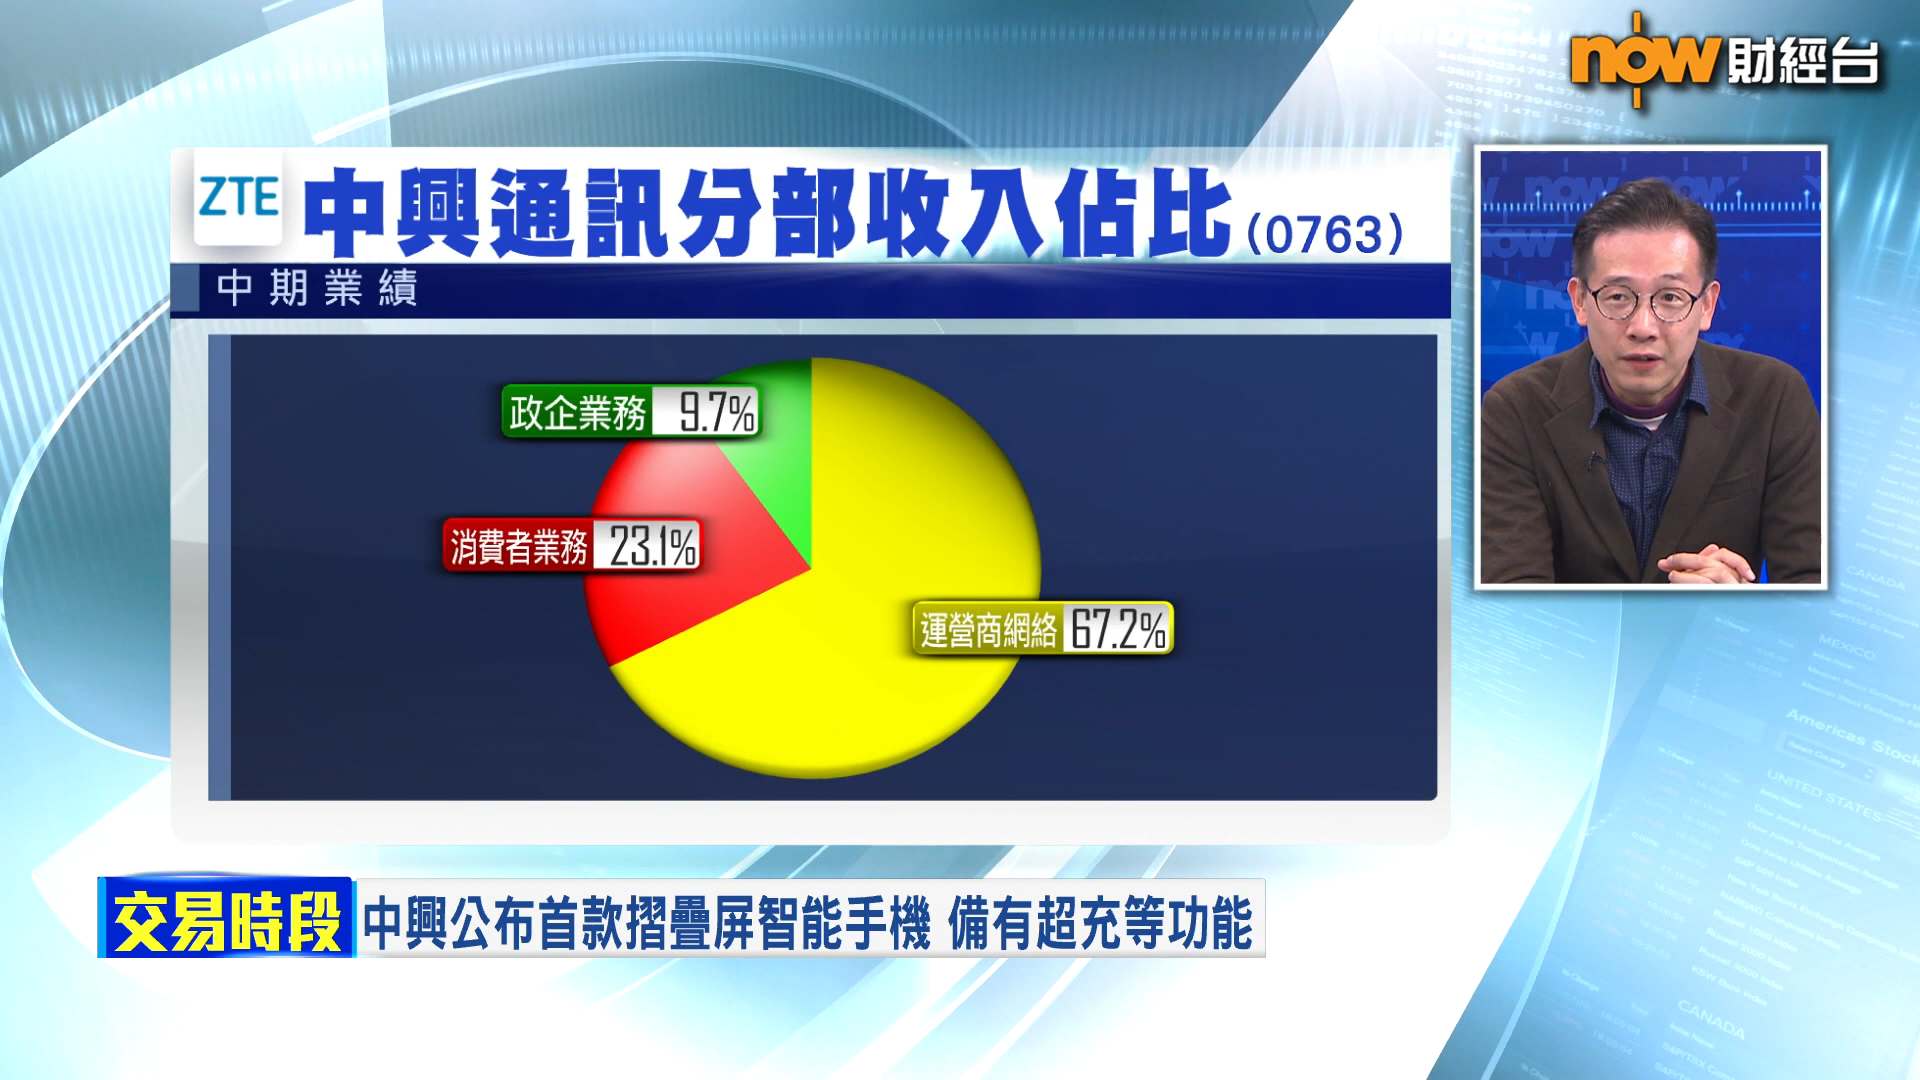 now 財經台
ZTE 中興通訊分部收入佔比 (0763)
中期業績
政企業務 9.7%
消費者業務 23.1%
運營商網絡 67.2%
交易時段 中興公布首款摺疊屏智能手機 備有超充等功能